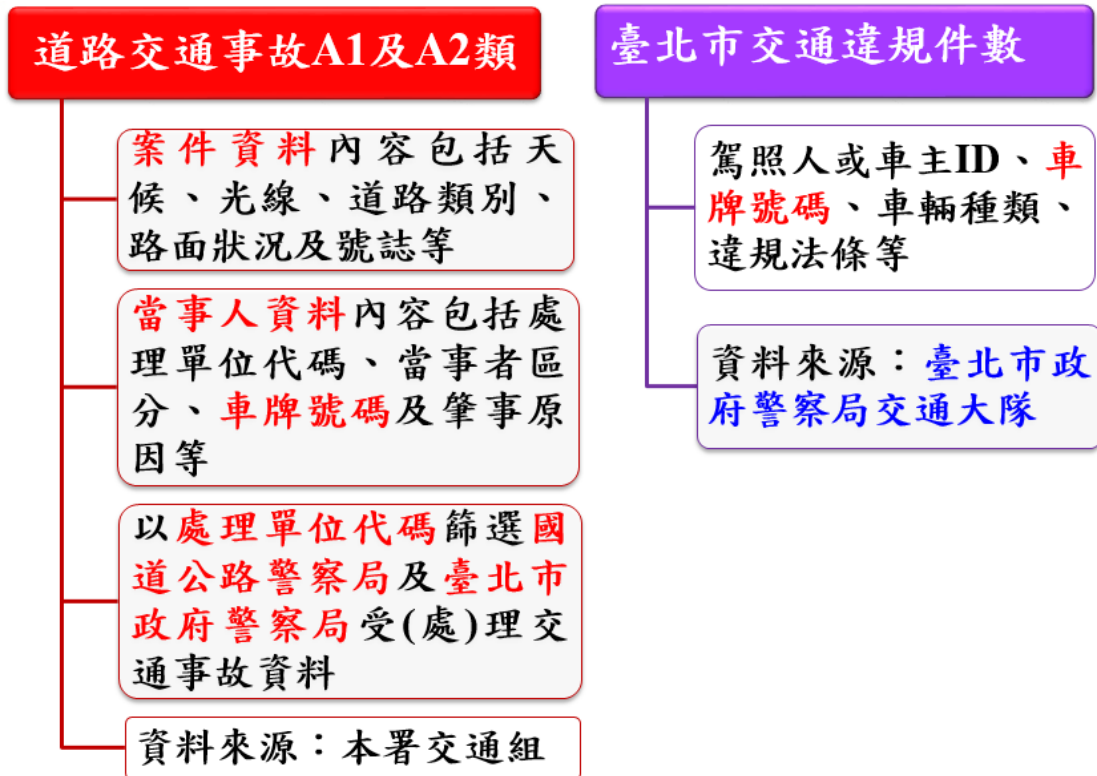 道路交通事故A1及A2類
案件資料內容包括天
候、光線、道路類別、
路面狀況及號誌等
當事人資料內容包括處
理單位代碼、當事者區
分、車牌號碼及肇事原
因等
以處理單位代碼篩選國
道公路警察局及臺北市
政府警察局受(處)理交
通事故資料
資料來源：本署交通組
臺北市交通違規件數
駕照人或車主ID、車
牌號碼、車輛種類、
違規法條等
資料來源：臺北市政
府警察局交通大隊